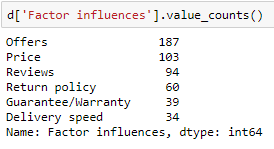 d['Factor influences'].value_counts()
Offers 187
Price 103
Reviews 94
Return policy 60
Guarantee/Warranty 39
Delivery speed 34
Name: Factor influences, dtype: int64